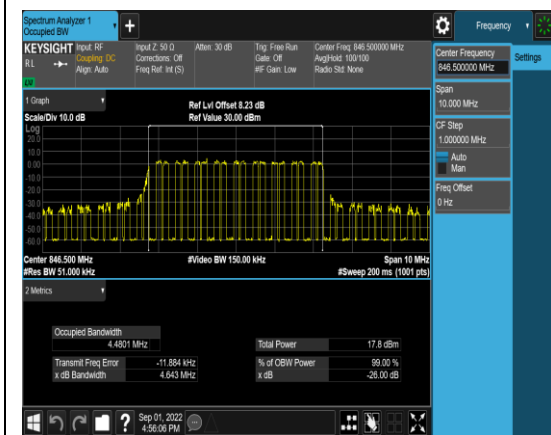 Spectrum Analyzer 1
Occupied BW
+
Frequency
KEYSIGHT
Input: RF
Input Z: 50 Ω
Atten: 30 dB
Trig: Free Run
Center Freq: 846.500000 MHz
RL
Coupling: DC
Corrections: Off
Gate: Off
Avg|Hold: 100/100
Align: Auto
Freq Ref: Int (S)
#IF Gain: Low
Radio Std: None
Center Frequency
846.500000 MHz
Settings
Span
10.000 MHz
CF Step
1.000000 MHz
Auto
Man
Freq Offset
0 Hz
1 Graph
Ref Lvl Offset 8.23 dB
Scale/Div 10.0 dB
Ref Value 30.00 dBm
Log
20.0
10.0
0.00
-10.0
-20.0
-30.0
-40.0
-50.0
-60.0
Center 846.500 MHz
#Video BW 150.00 kHz
Span 10 MHz
#Res BW 51.000 kHz
#Sweep 200 ms (1001 pts)
2 Metrics
Occupied Bandwidth
4.4801 MHz
Total Power
17.8 dBm
Transmit Freq Error
-11.884 kHz
% of OBW Power
99.00 %
x dB Bandwidth
4.643 MHz
x dB
-26.00 dB
?
Sep 01, 2022
4:56:06 PM